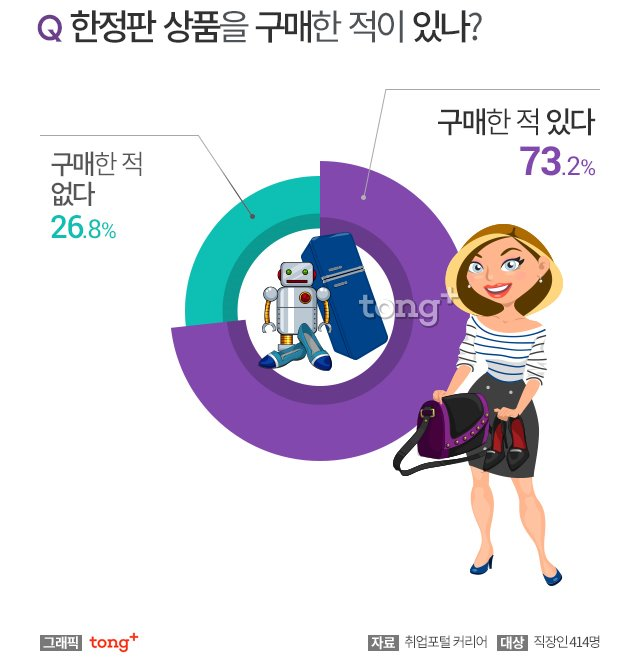 Q 한정판 상품을 구매한 적이 있나?
구매한 적 있다
73.2%
구매한 적
없다
26.8%
tong+
그래픽 tong+
자료 취업포털 커리어 대상 직장인 414명